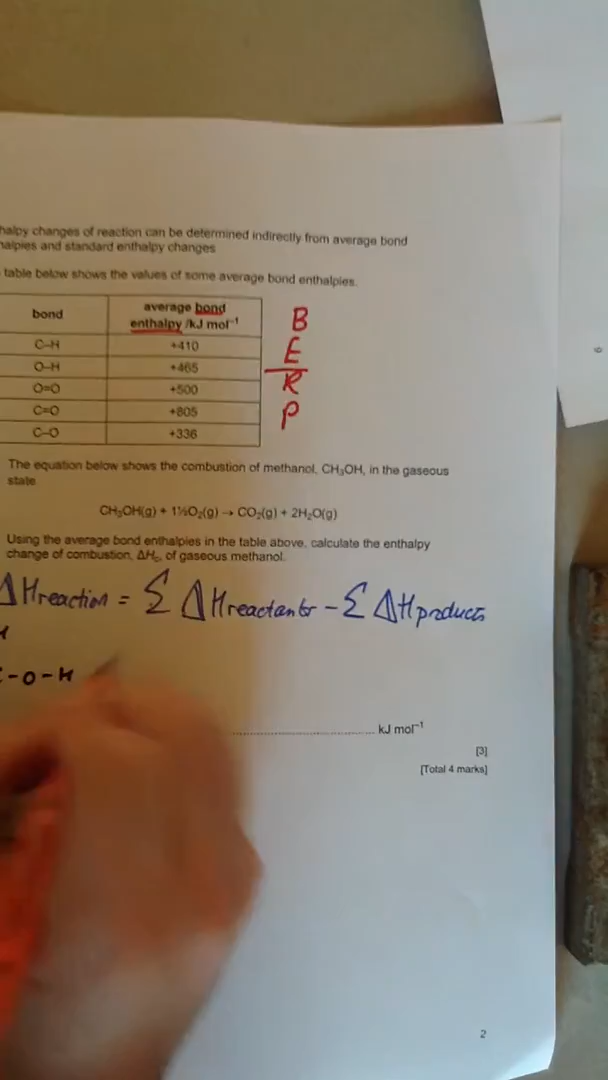 halpy changes of reaction can be determined indirectly from average bond
halpies and standard enthalpy changes
table below shows the values of some average bond enthalpies.
bond average bond enthalpy /kJ mol⁻¹
C–H +410
O–H +465
O=O +500
C=O +805
C–O +336
B
E
R
P
The equation below shows the combustion of methanol, CH₃OH, in the gaseous
state
CH₃OH(g) + 1½O₂(g) → CO₂(g) + 2H₂O(g)
Using the average bond enthalpies in the table above, calculate the enthalpy
change of combustion, ΔHc, of gaseous methanol.
ΔHreaction = Σ ΔHreactants − Σ ΔHproducts
H
C-O-H
kJ mol⁻¹
[3]
[Total 4 marks]
2